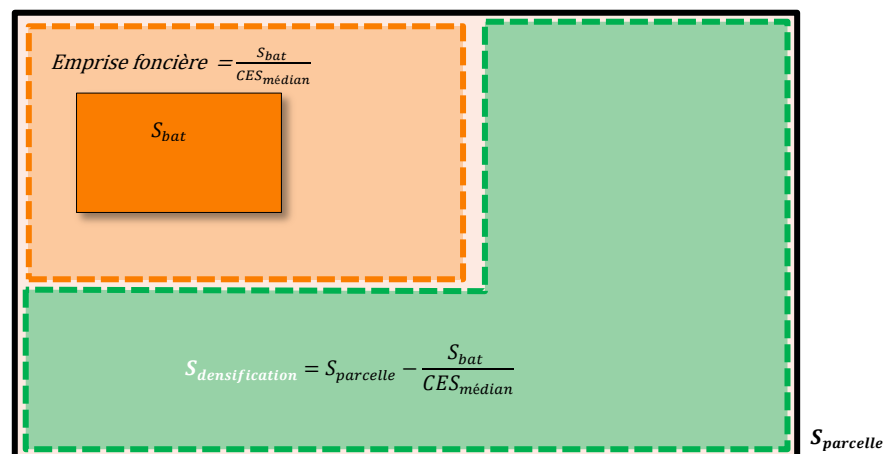 Emprise foncière = S_bat / CES_médian
S_bat
S_densification = S_parcelle − S_bat / CES_médian
S_parcelle